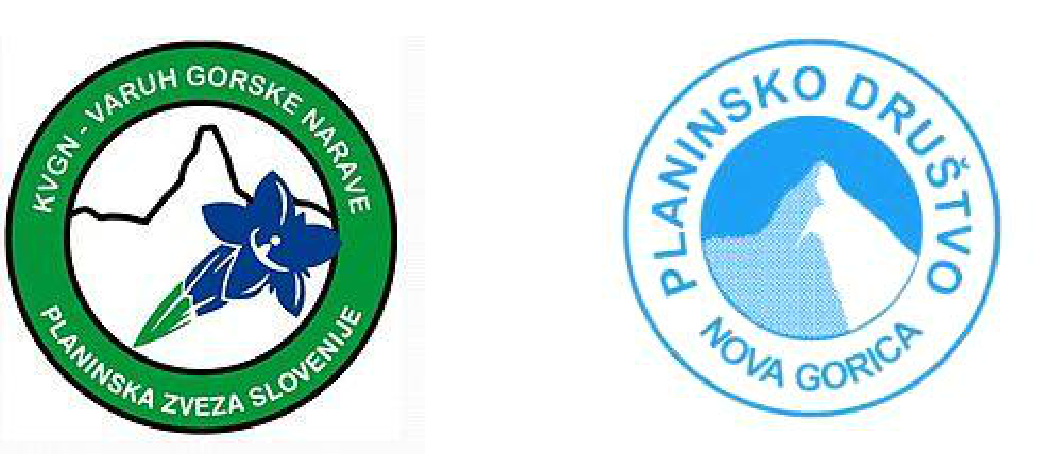 KVGN - VARUH GORSKE NARAVE
PLANINSKA ZVEZA SLOVENIJE
PLANINSKO DRUŠTVO
NOVA GORICA